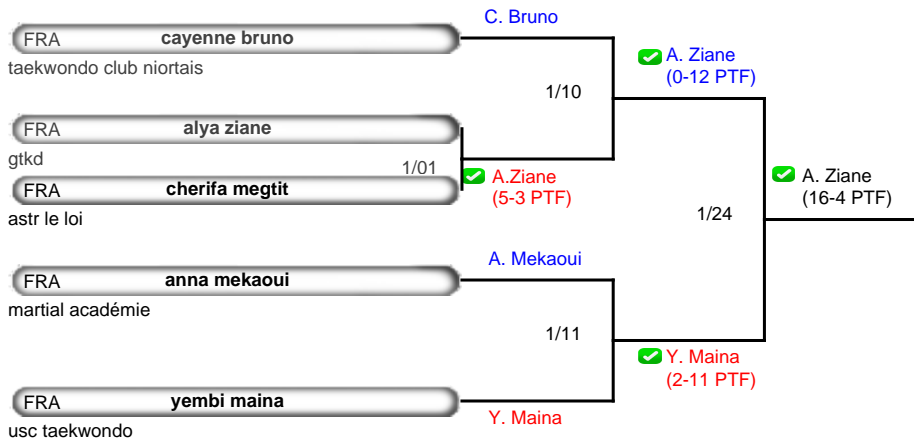 C. Bruno
FRA cayenne bruno
taekwondo club niortais
A. Ziane
(0-12 PTF)
1/10
FRA alya ziane
gtkd
1/01
FRA cherifa megtit
astr le loi
A.Ziane
(5-3 PTF)
A. Ziane
(16-4 PTF)
1/24
A. Mekaoui
FRA anna mekaoui
martial académie
1/11
Y. Maina
(2-11 PTF)
FRA yembi maina
usc taekwondo
Y. Maina